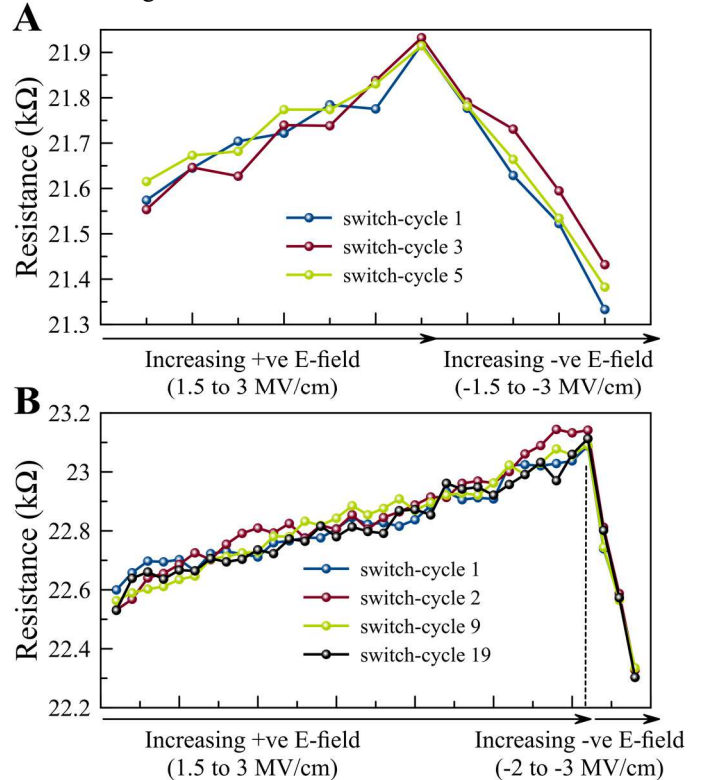 A
Resistance (kΩ)
21.9
21.8
21.7
21.6
21.5
21.4
21.3
switch-cycle 1
switch-cycle 3
switch-cycle 5
Increasing +ve E-field
(1.5 to 3 MV/cm)
Increasing -ve E-field
(-1.5 to -3 MV/cm)
B
Resistance (kΩ)
23.2
23
22.8
22.6
22.4
22.2
switch-cycle 1
switch-cycle 2
switch-cycle 9
switch-cycle 19
Increasing +ve E-field
(1.5 to 3 MV/cm)
Increasing -ve E-field
(-2 to -3 MV/cm)